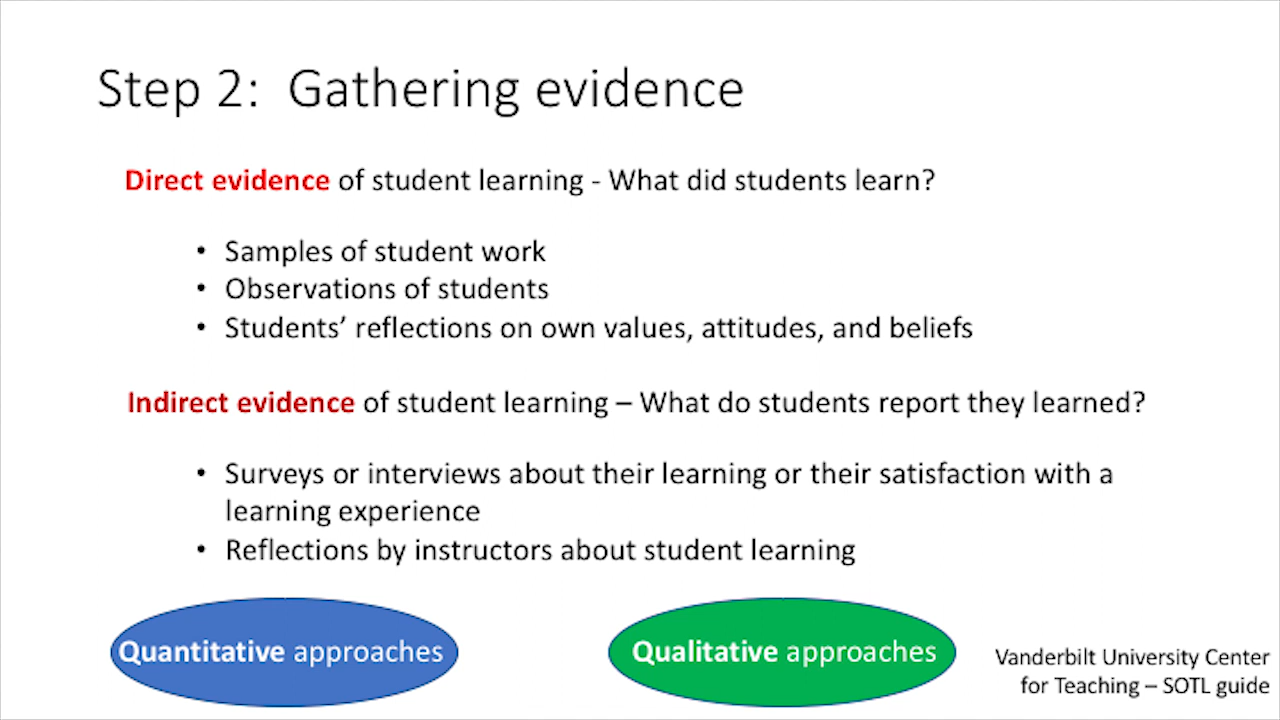 Step 2:  Gathering evidence
Direct evidence of student learning - What did students learn?
• Samples of student work
• Observations of students
• Students’ reflections on own values, attitudes, and beliefs
Indirect evidence of student learning – What do students report they learned?
• Surveys or interviews about their learning or their satisfaction with a
learning experience
• Reflections by instructors about student learning
Quantitative approaches
Qualitative approaches
Vanderbilt University Center
for Teaching – SOTL guide